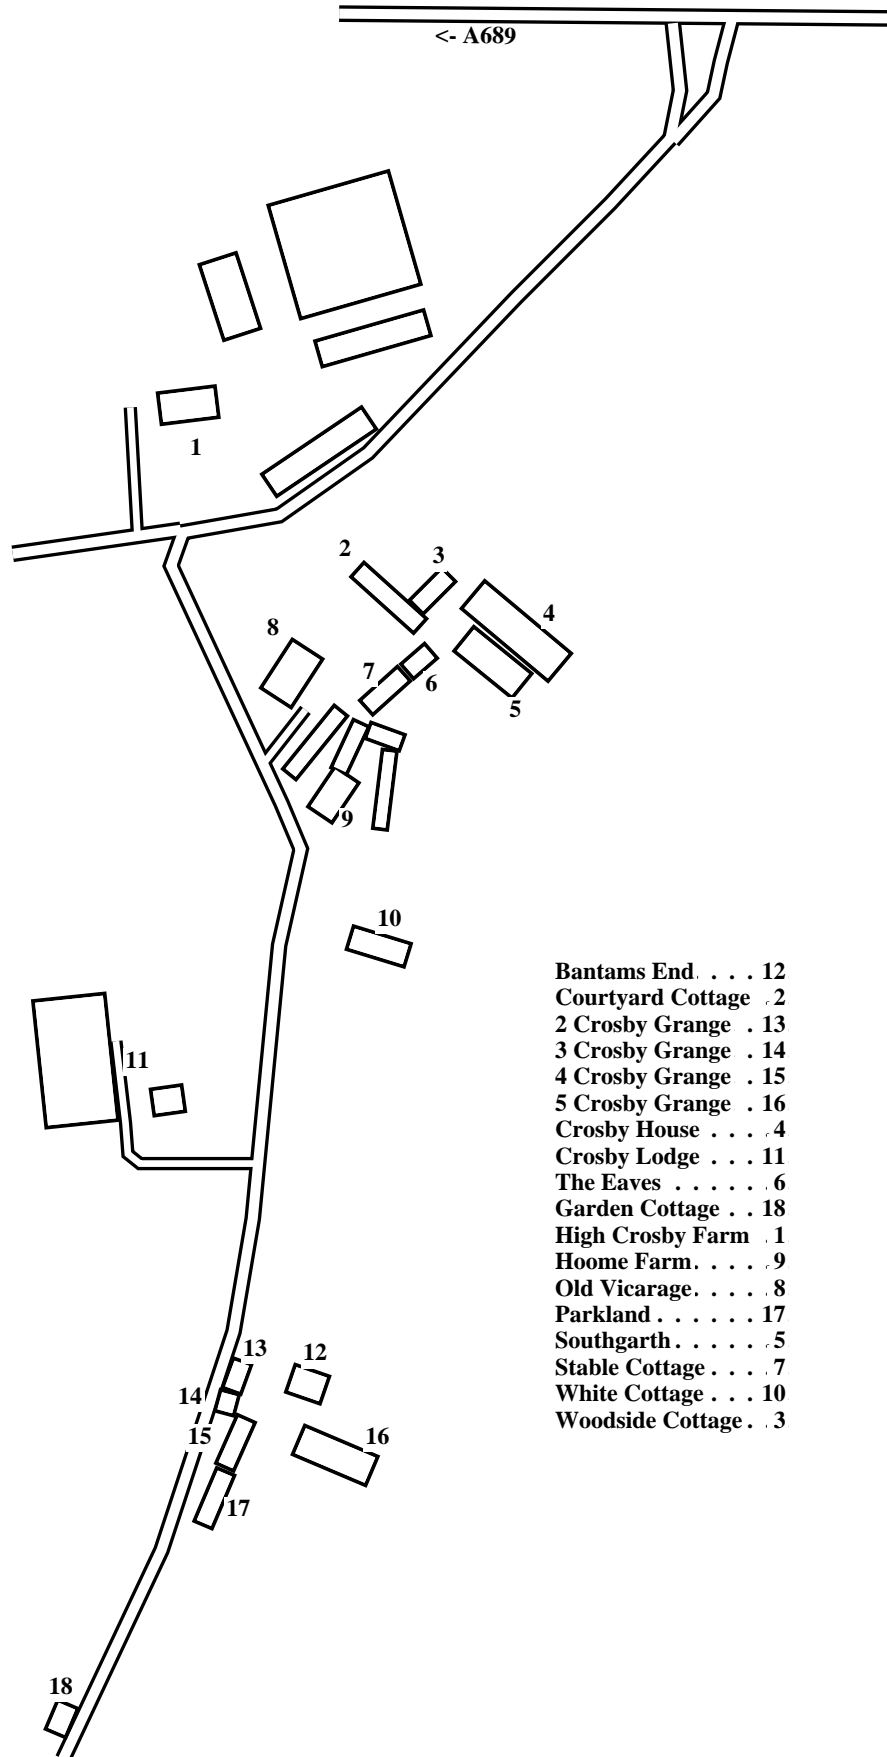 <- A689
1
2
3
4
8
7
6
5
9
10
Bantams End . . . . 12
Courtyard Cottage . 2
2 Crosby Grange . 13
3 Crosby Grange . 14
4 Crosby Grange . 15
5 Crosby Grange . 16
Crosby House . . . . 4
Crosby Lodge . . . 11
The Eaves . . . . . . 6
Garden Cottage . . 18
High Crosby Farm . 1
Hoome Farm . . . . . 9
Old Vicarage . . . . . 8
Parkland . . . . . . 17
Southgarth . . . . . . 5
Stable Cottage . . . . 7
White Cottage . . . 10
Woodside Cottage . . 3
11
13
12
14
15
16
17
18